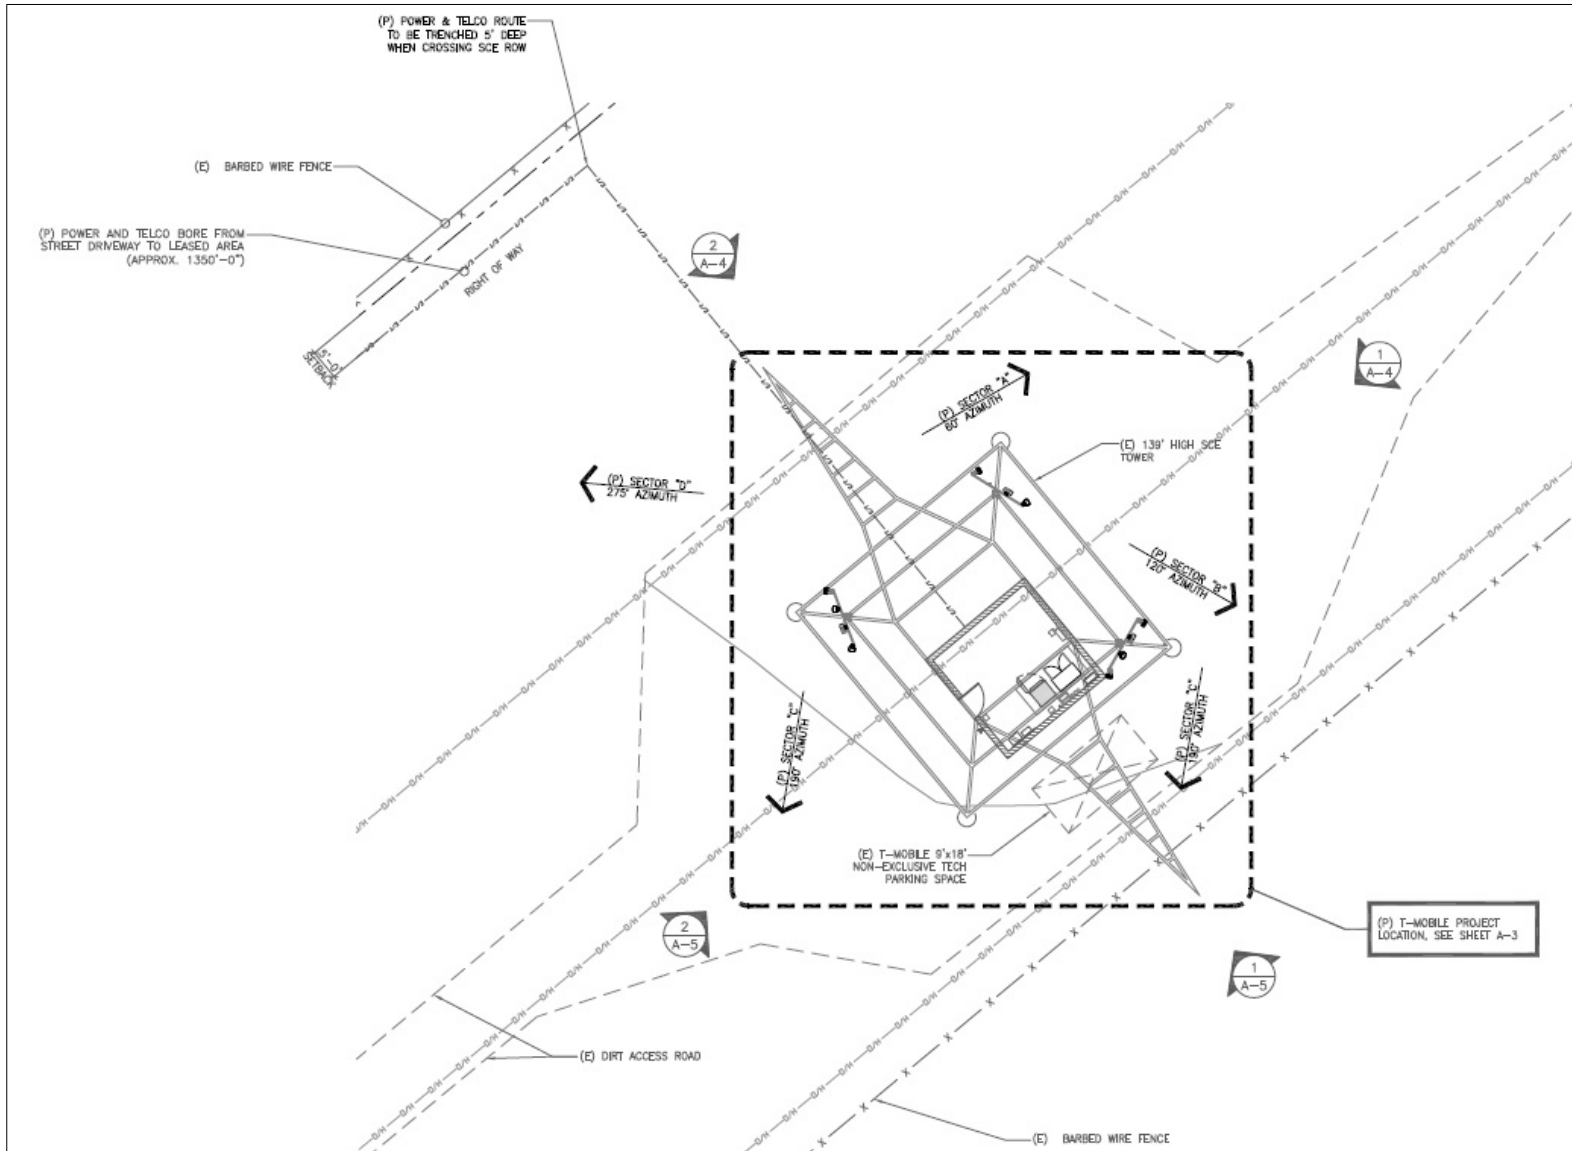 (P) POWER & TELCO ROUTE
TO BE TRENCHED 5' DEEP
WHEN CROSSING SCE ROW
(E) BARBED WIRE FENCE
(P) POWER AND TELCO BORE FROM
STREET DRIVEWAY TO LEASED AREA
(APPROX. 1350'-0")
RIGHT OF WAY
5'-0"
SETBACK
2
A-4
1
A-4
(P) SECTOR "A"
60° AZIMUTH
(E) 139' HIGH SCE
TOWER
(P) SECTOR "D"
275° AZIMUTH
(P) SECTOR "B"
120° AZIMUTH
(P) SECTOR "C"
190° AZIMUTH
(P) SECTOR "C"
190° AZIMUTH
(E) T-MOBILE 9'x18'
NON-EXCLUSIVE TECH
PARKING SPACE
2
A-5
(P) T-MOBILE PROJECT
LOCATION, SEE SHEET A-3
1
A-5
(E) DIRT ACCESS ROAD
(E) BARBED WIRE FENCE